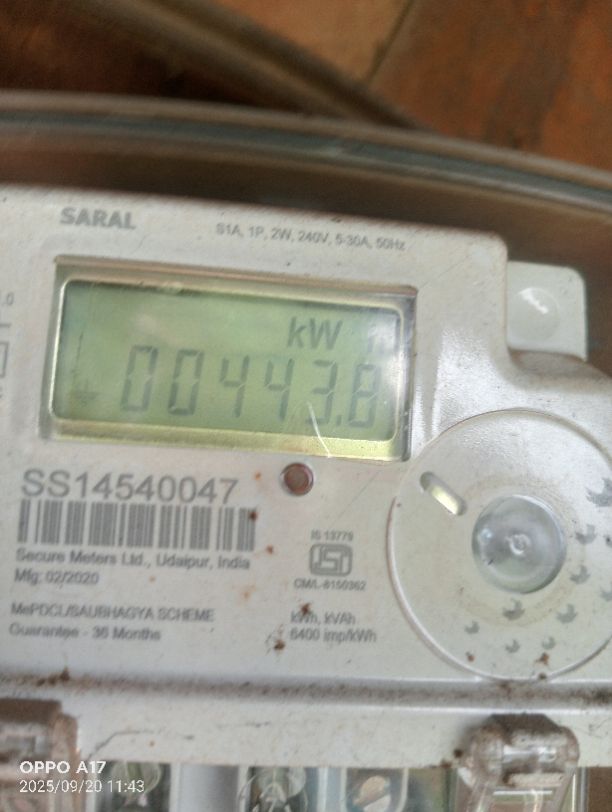 SARAL
S1A, 1P, 2W, 240V, 5-30A, 50Hz
kW
00443.8
SS14540047
Secure Meters Ltd., Udaipur, India
Mfg: 02/2020
IS 13779
CM/L-8150362
MePDCL/SAUBHAGYA SCHEME
Guarantee - 36 Months
kWh, kVAh
6400 imp/kWh
OPPO A17
2025/09/20 11:43